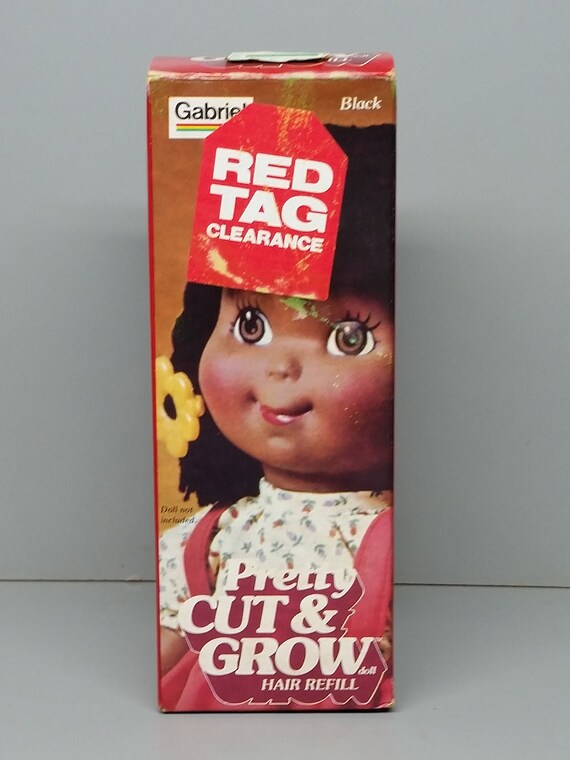 Gabriel
Black
RED
TAG
CLEARANCE
Doll not
included.
Pretty
CUT &
GROW doll
HAIR REFILL